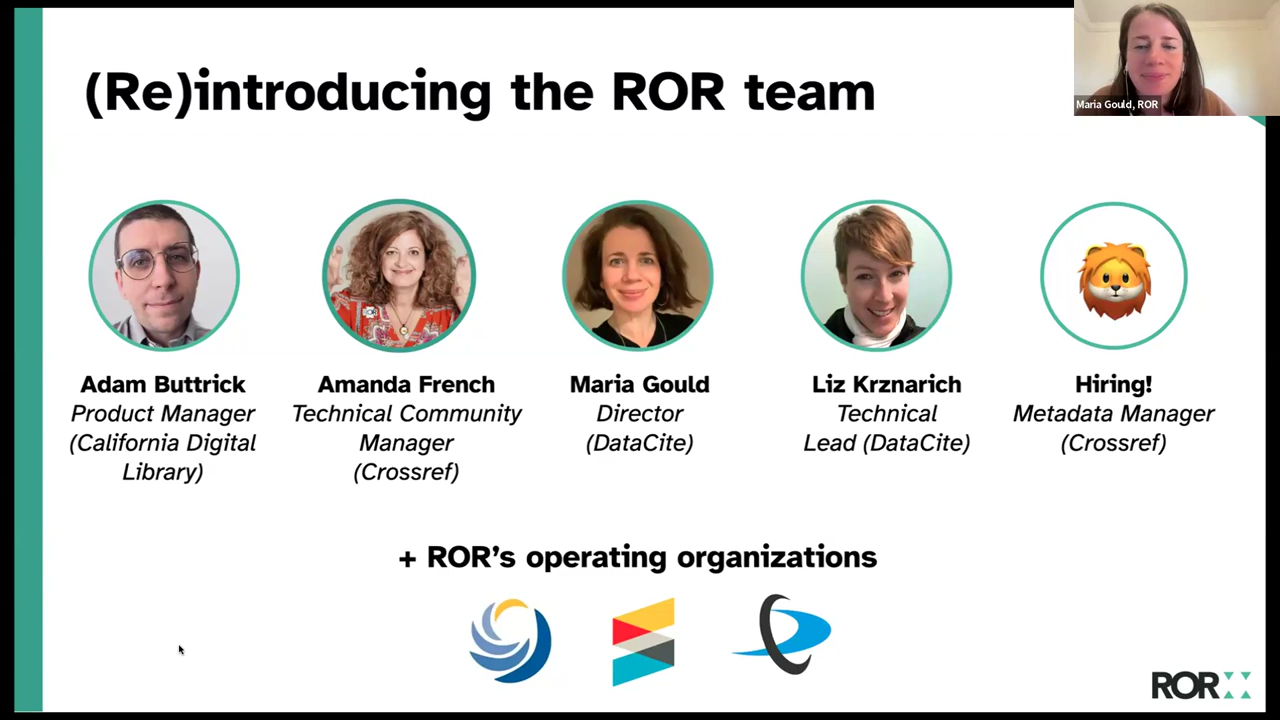 (Re)introducing the ROR team
Maria Gould, ROR
Adam Buttrick
Product Manager
(California Digital
Library)
Amanda French
Technical Community
Manager
(Crossref)
Maria Gould
Director
(DataCite)
Liz Krznarich
Technical
Lead (DataCite)
Hiring!
Metadata Manager
(Crossref)
+ ROR’s operating organizations
ROR